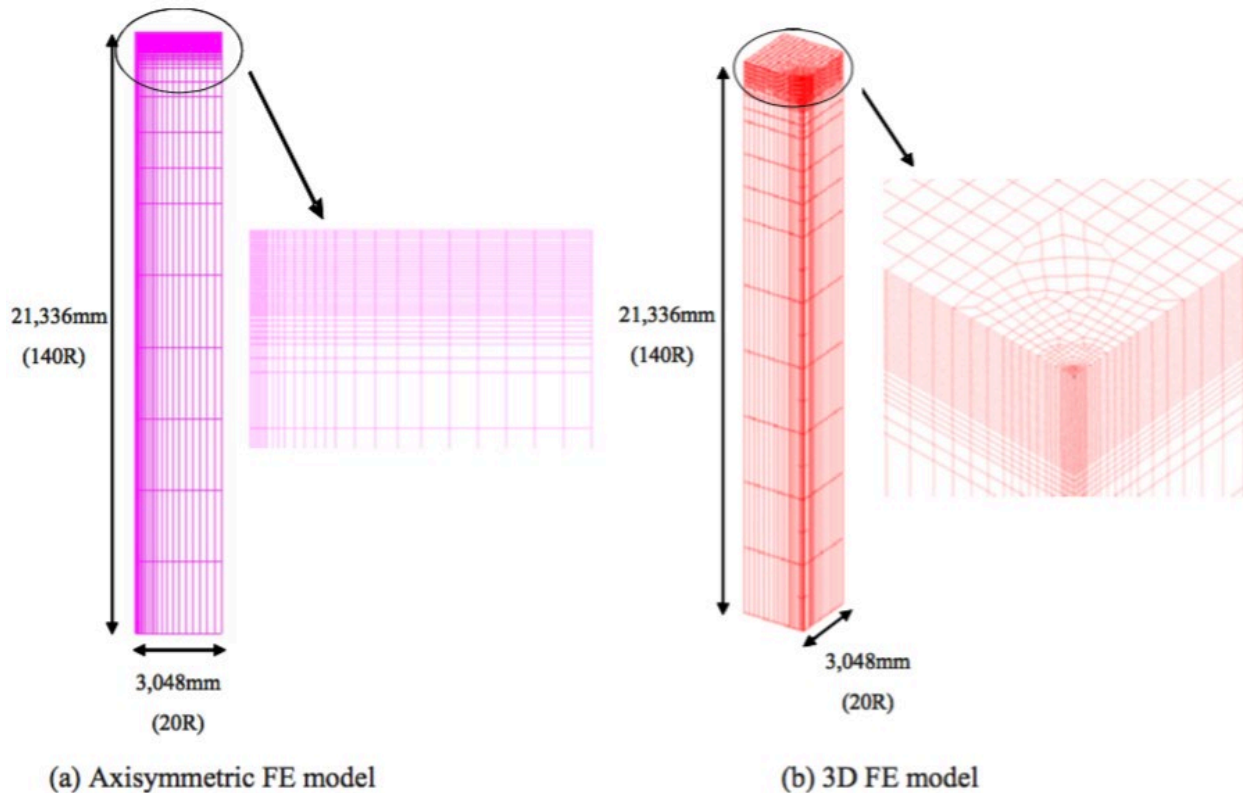 21,336mm
(140R)
3,048mm
(20R)
(a) Axisymmetric FE model
21,336mm
(140R)
3,048mm
(20R)
(b) 3D FE model